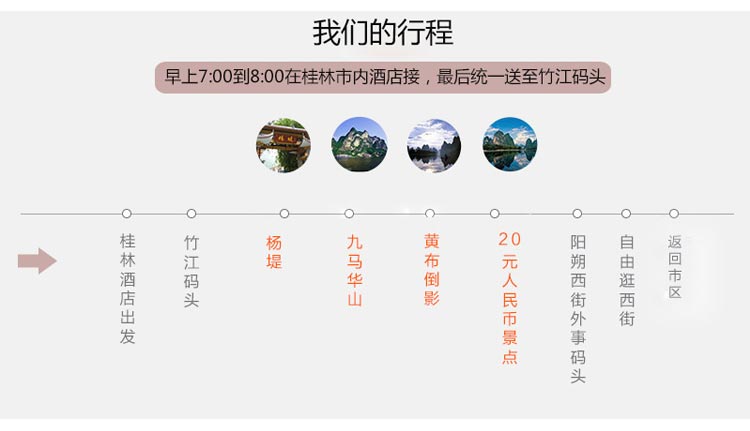 我们的行程
早上7:00到8:00在桂林市内酒店接，最后统一送至竹江码头
桂林酒店出发
竹江码头
杨堤
九马华山
黄布倒影
20元人民币景点
阳朔西街外事码头
自由逛西街
返回市区